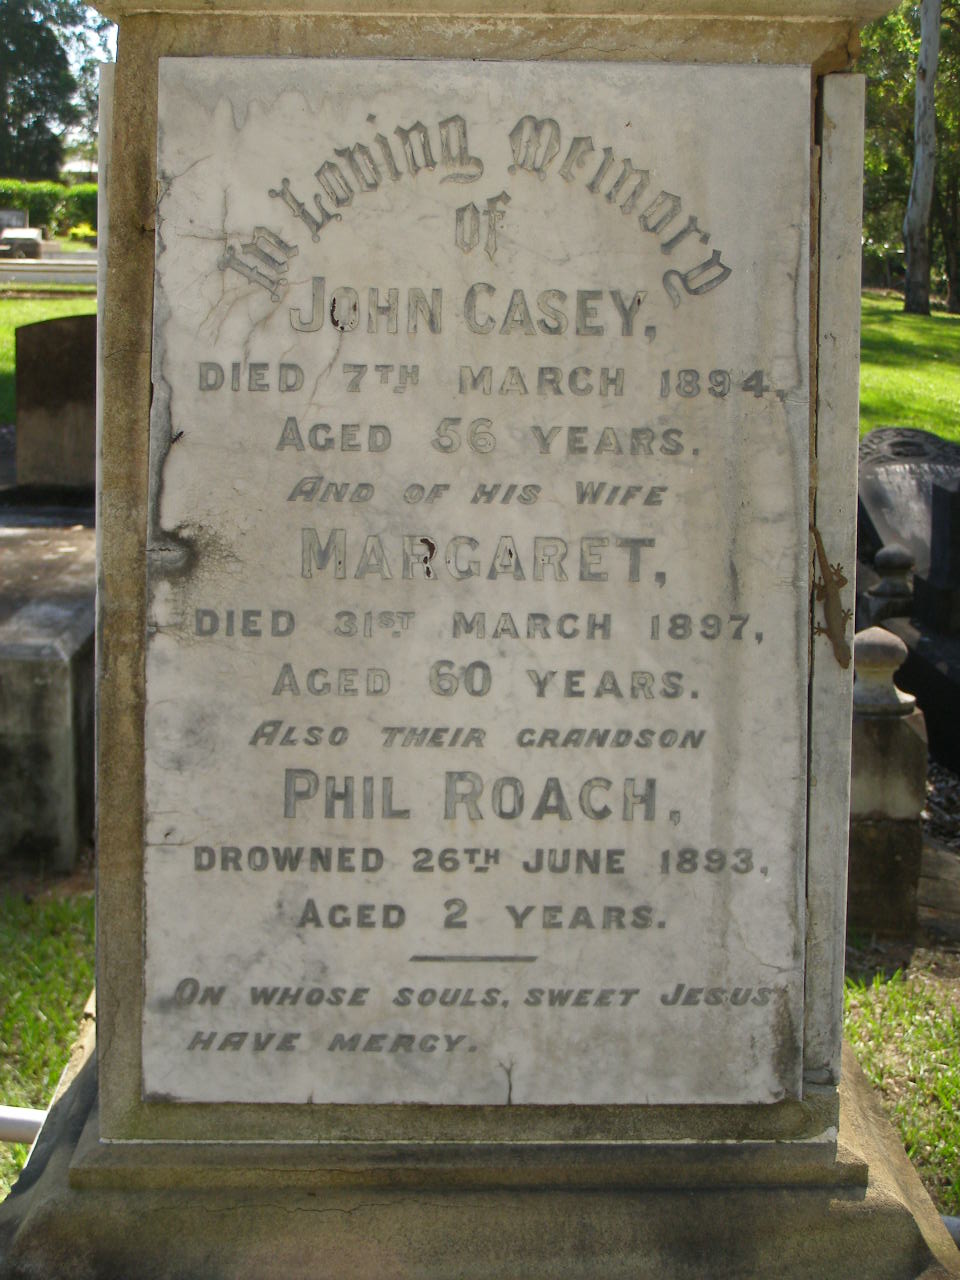 In Loving Memory
of
JOHN CASEY,
DIED 7TH MARCH 1894,
AGED 56 YEARS.
AND OF HIS WIFE
MARGARET,
DIED 31ST MARCH 1897,
AGED 60 YEARS.
ALSO THEIR GRANDSON
PHIL ROACH,
DROWNED 26TH JUNE 1893,
AGED 2 YEARS.
ON WHOSE SOULS, SWEET JESUS
HAVE MERCY.